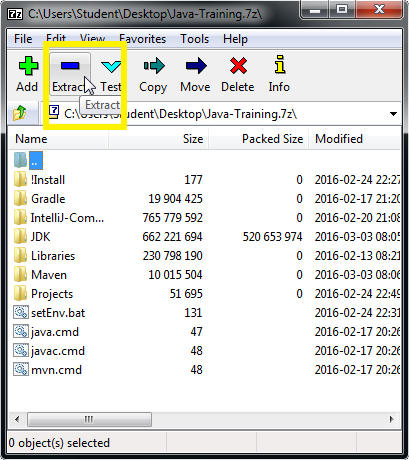 7z C:\Users\Student\Desktop\Java-Training.7z\
File Edit View Favorites Tools Help
Add Extract Test Copy Move Delete Info
Extract
7 C:\Users\Student\Desktop\Java-Training.7z\
Name Size Packed Size Modified
..
!Install 177 0 2016-02-24 22:27
Gradle 19 904 425 0 2016-02-17 21:20
IntelliJ-Com... 765 779 592 0 2016-02-20 21:08
JDK 662 221 694 520 653 974 2016-03-03 08:05
Libraries 230 798 190 0 2016-02-13 08:21
Maven 10 015 504 0 2016-03-03 08:06
Projects 51 695 0 2016-02-24 22:49
setEnv.bat 131 2016-02-24 22:31
java.cmd 47 2016-02-17 20:26
javac.cmd 48 2016-02-17 20:26
mvn.cmd 48 2016-02-17 20:26
0 object(s) selected